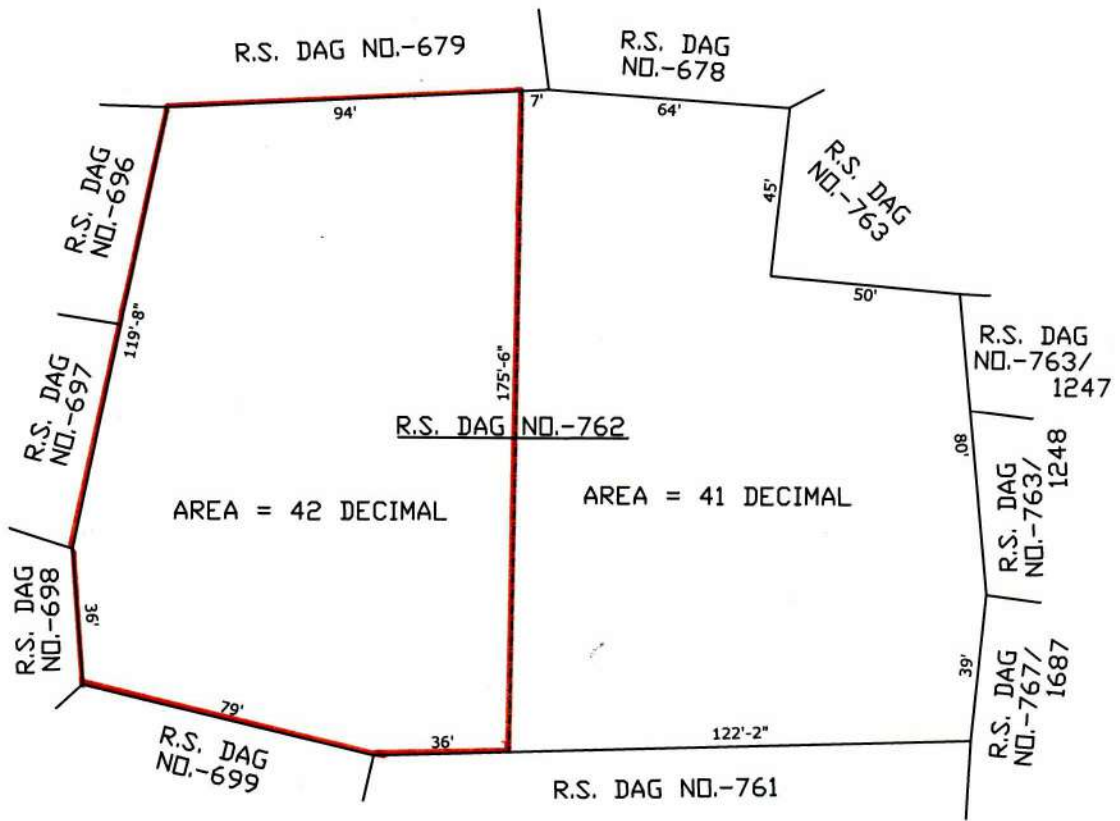 R.S. DAG NO.-679
R.S. DAG
NO.-678
94'
7'
64'
R.S. DAG
NO.-696
45'
R.S. DAG
NO.-763
50'
119'-8"
175'-6"
R.S. DAG
NO.-763/
1247
R.S. DAG
NO.-697
R.S. DAG NO.-762
80'
R.S. DAG
NO.-763/
1248
AREA = 42 DECIMAL
AREA = 41 DECIMAL
R.S. DAG
NO.-698
36'
39'
R.S. DAG
NO.-767/
1687
79'
36'
122'-2"
R.S. DAG
NO.-699
R.S. DAG NO.-761